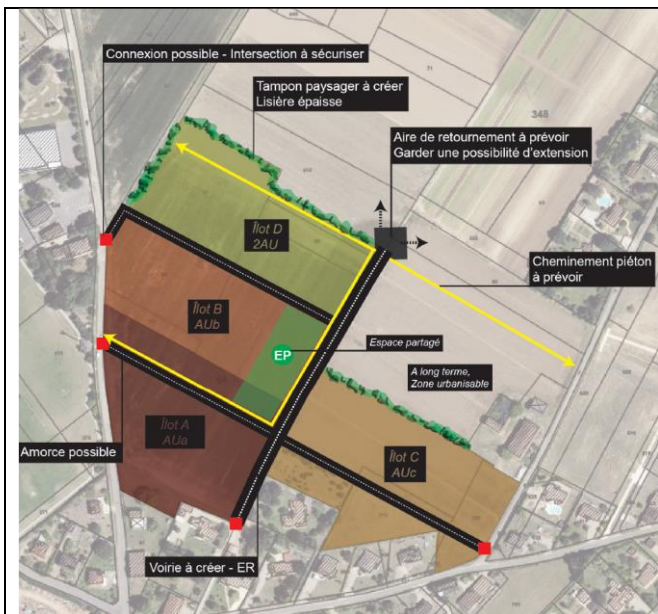 Connexion possible - Intersection à sécuriser
Tampon paysager à créer
Lisière épaisse
348
Aire de retournement à prévoir
Garder une possibilité d'extension
Îlot D
2AU
Cheminement piéton
à prévoir
Îlot B
AUb
EP
Espace partagé
A long terme,
Zone urbanisable
Îlot A
AUa
Îlot C
AUc
Amorce possible
Voirie à créer - ER